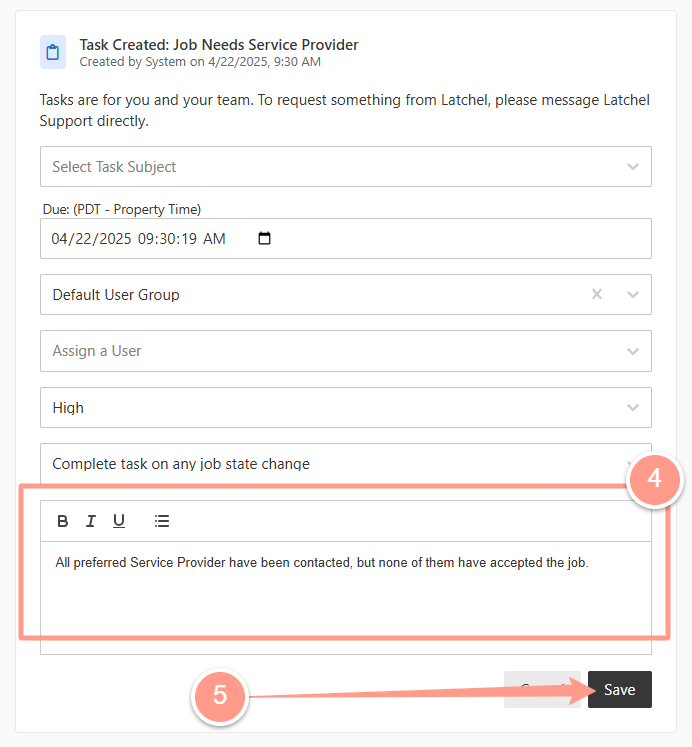 Task Created: Job Needs Service Provider
Created by System on 4/22/2025, 9:30 AM
Tasks are for you and your team. To request something from Latchel, please message Latchel
Support directly.
Select Task Subject
Due: (PDT - Property Time)
04/22/2025 09:30:19 AM
Default User Group
Assign a User
High
Complete task on any job state change
4
B I U
All preferred Service Provider have been contacted, but none of them have accepted the job.
5
Save